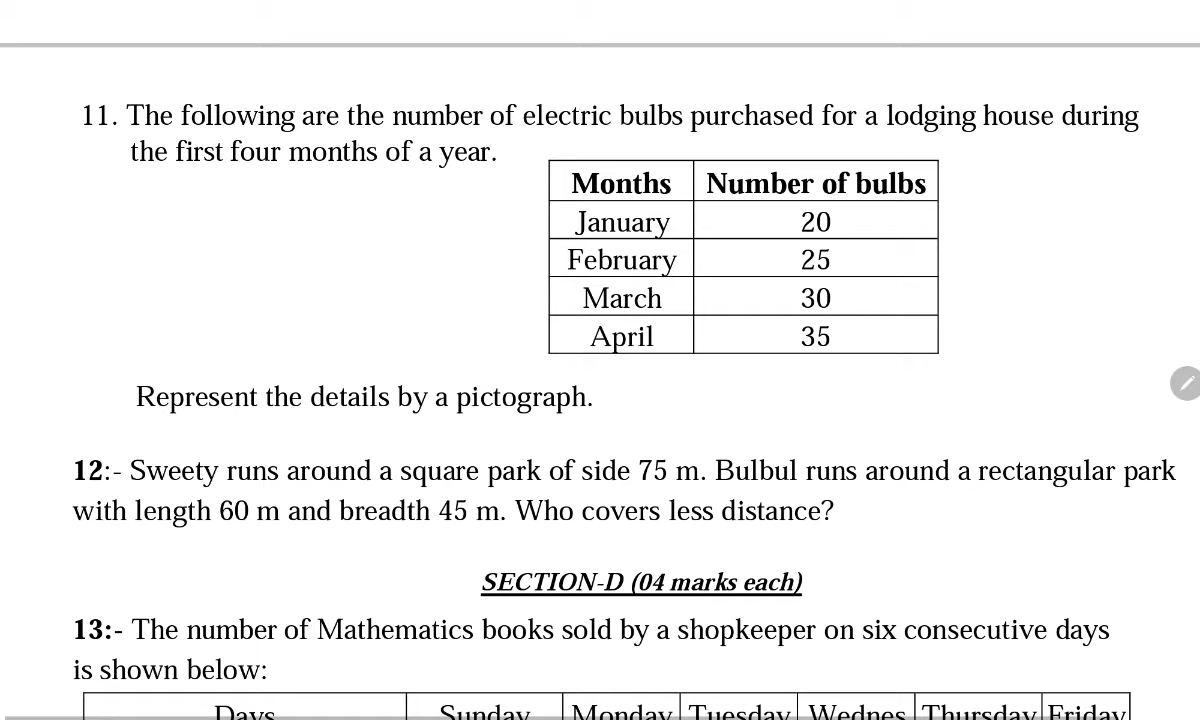 11. The following are the number of electric bulbs purchased for a lodging house during
the first four months of a year.
Months Number of bulbs
January 20
February 25
March 30
April 35
Represent the details by a pictograph.
12:- Sweety runs around a square park of side 75 m. Bulbul runs around a rectangular park
with length 60 m and breadth 45 m. Who covers less distance?
SECTION-D (04 marks each)
13:- The number of Mathematics books sold by a shopkeeper on six consecutive days
is shown below:
Days Sunday Monday Tuesday Wednes Thursday Friday